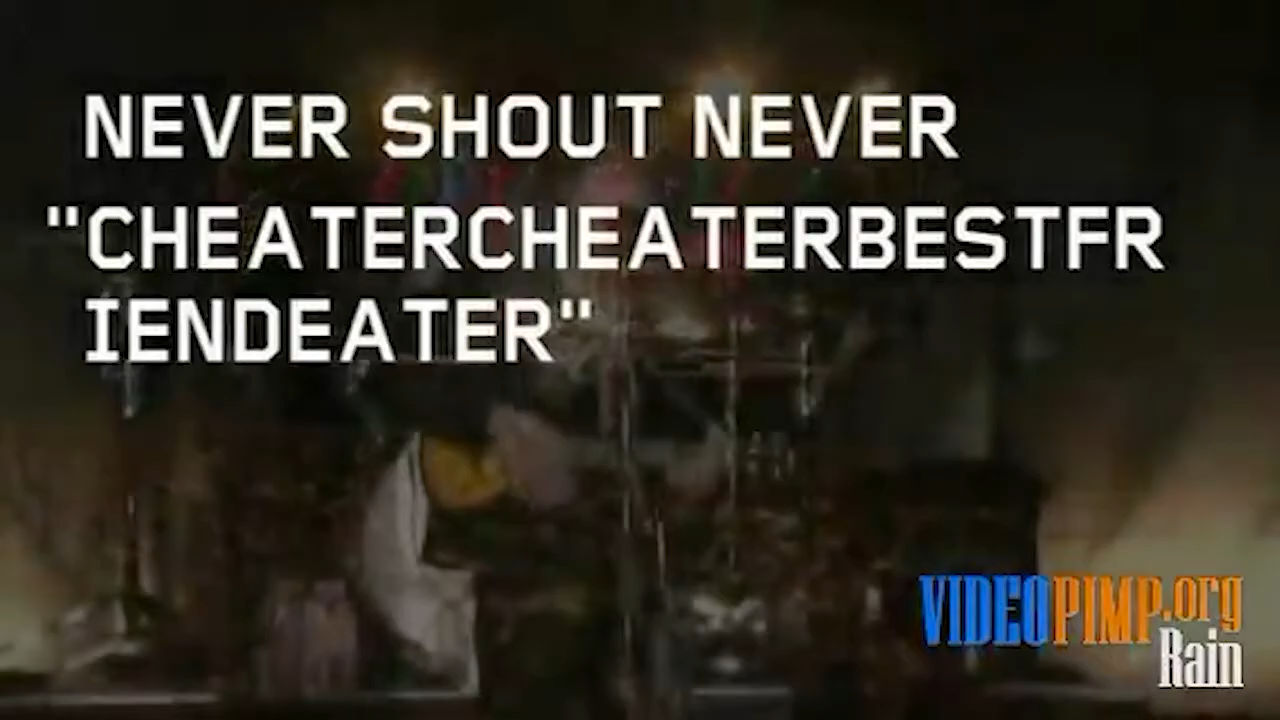 NEVER SHOUT NEVER
"CHEATERCHEATERBESTFR
IENDEATER"
VIDEOPIMP.org
Rain